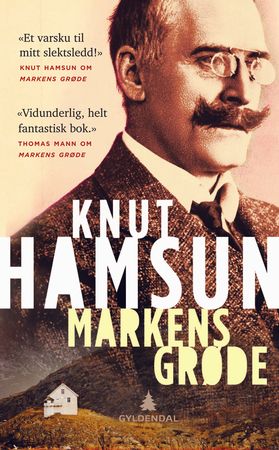 «Et varsku til
mitt slektsledd!»
KNUT HAMSUN OM
MARKENS GRØDE
«Vidunderlig, helt
fantastisk bok.»
THOMAS MANN OM
MARKENS GRØDE
KNUT
HAMSUN
MARKENS
GRØDE
GYLDENDAL